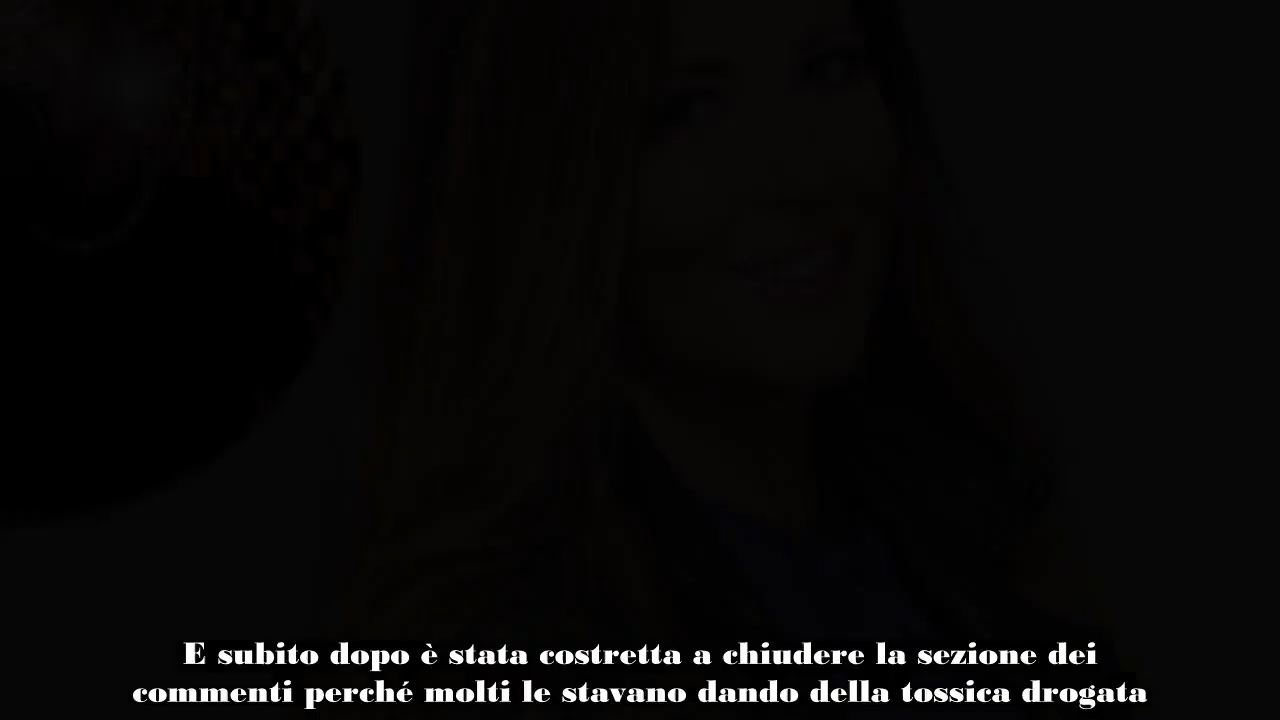 E subito dopo è stata costretta a chiudere la sezione dei
commenti perché molti le stavano dando della tossica drogata